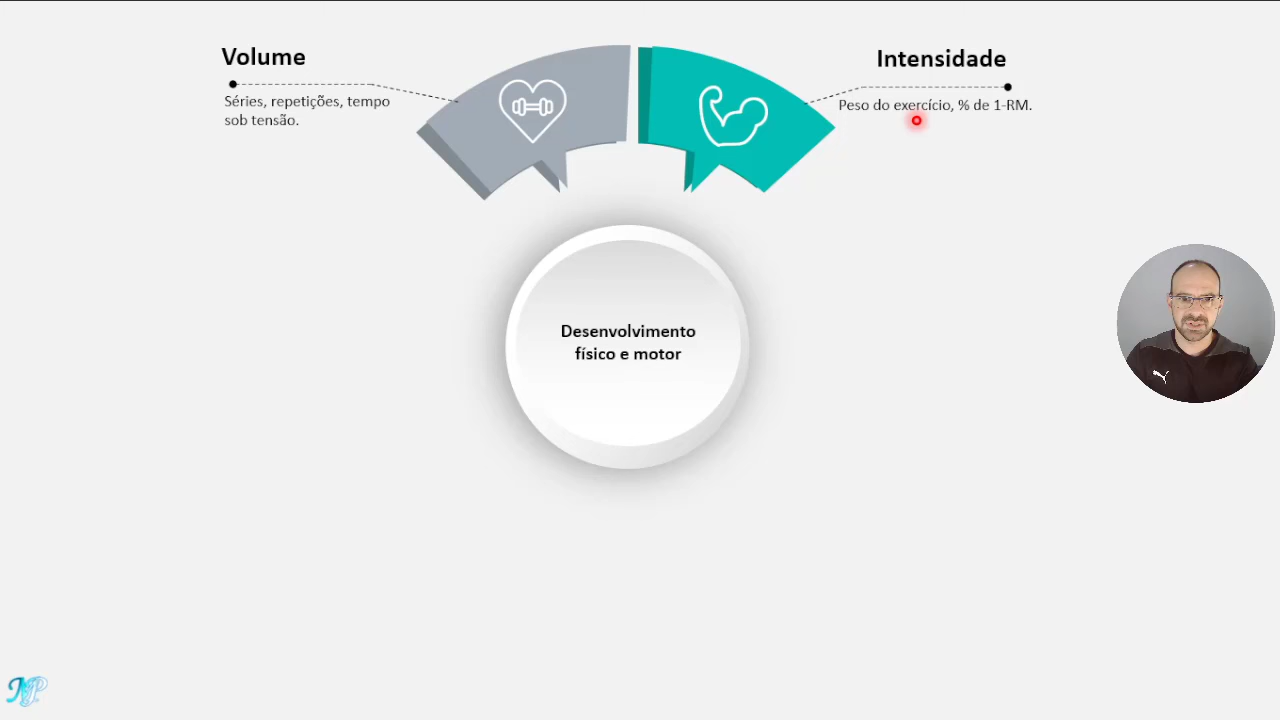 Volume
Séries, repetições, tempo
sob tensão.
Intensidade
Peso do exercício, % de 1-RM.
Desenvolvimento
físico e motor